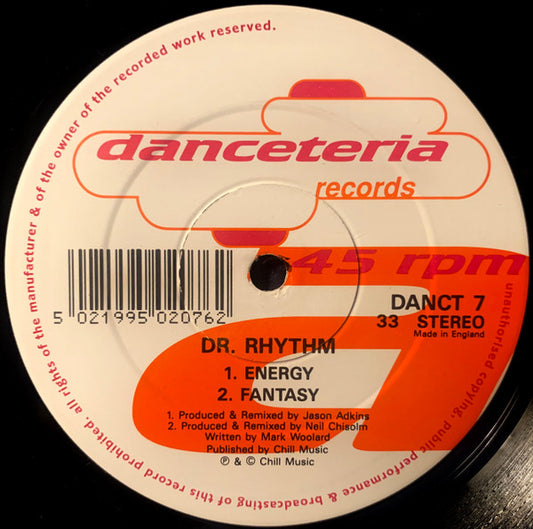 all rights of the manufacturer & of the owner of the recorded work reserved.
danceteria
records
45 rpm
5 021995 020762
DANCT 7
33 STEREO
Made in England
DR. RHYTHM
1. ENERGY
2. FANTASY
1. Produced & Remixed by Jason Adkins
2. Produced & Remixed by Neil Chisolm
Written by Mark Woolard
Published by Chill Music
℗ & © Chill Music
unauthorised copying, public performance & broadcasting of this record prohibited.